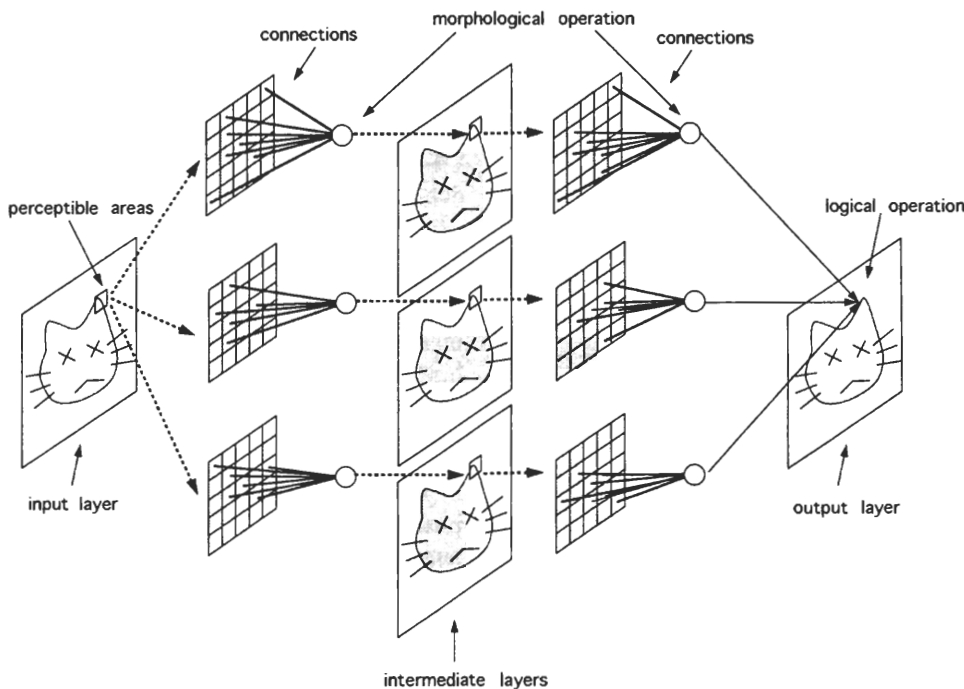 morphological operation
connections
connections
perceptible areas
logical operation
input layer
output layer
intermediate layers